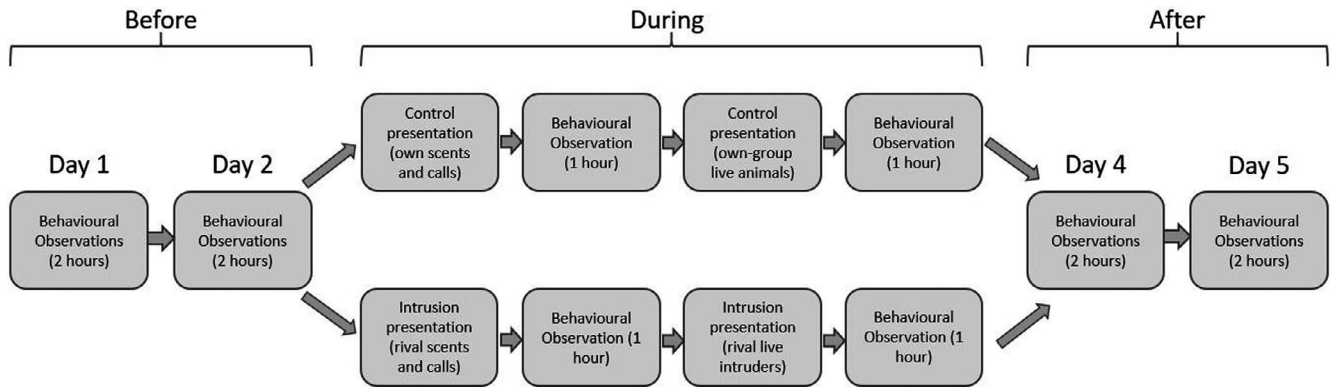 Before
During
After
Day 1
Behavioural
Observations
(2 hours)
Day 2
Behavioural
Observations
(2 hours)
Control
presentation
(own scents
and calls)
Behavioural
Observation
(1 hour)
Control
presentation
(own-group
live animals)
Behavioural
Observation
(1 hour)
Intrusion
presentation
(rival scents
and calls)
Behavioural
Observation (1
hour)
Intrusion
presentation
(rival live
intruders)
Behavioural
Observation (1
hour)
Day 4
Behavioural
Observations
(2 hours)
Day 5
Behavioural
Observations
(2 hours)